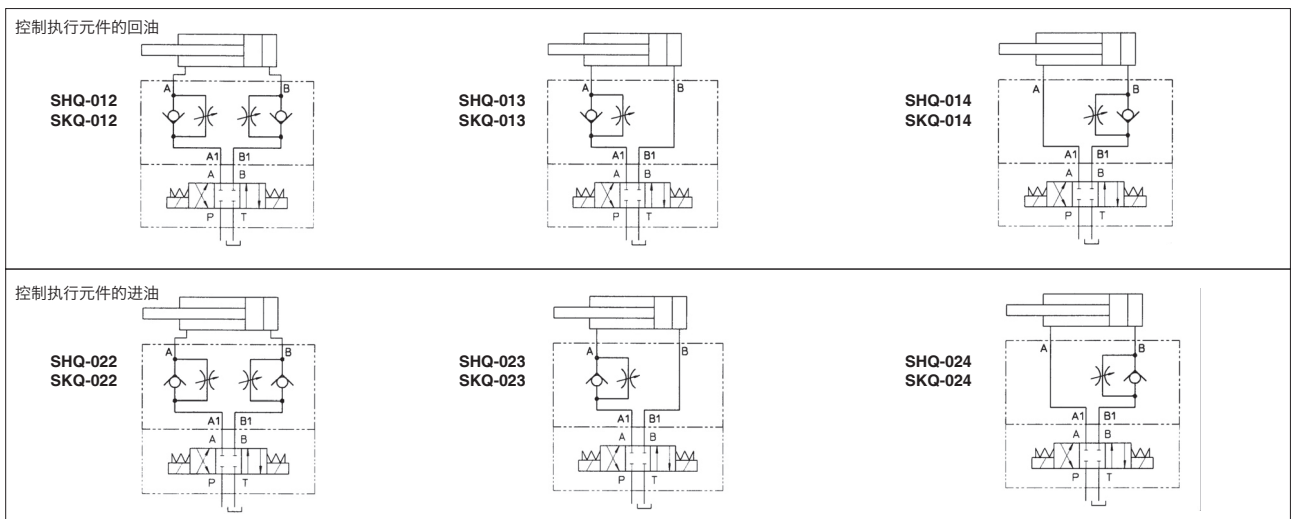 控制执行元件的回油
SHQ-012
SKQ-012
A
B
A1
B1
A
B
P
T
SHQ-013
SKQ-013
A
B
A1
B1
A
B
P
T
SHQ-014
SKQ-014
A
B
A1
B1
A
B
P
T
控制执行元件的进油
SHQ-022
SKQ-022
A
B
A1
B1
A
B
P
T
SHQ-023
SKQ-023
A
B
A1
B1
A
B
P
T
SHQ-024
SKQ-024
A
B
A1
B1
A
B
P
T